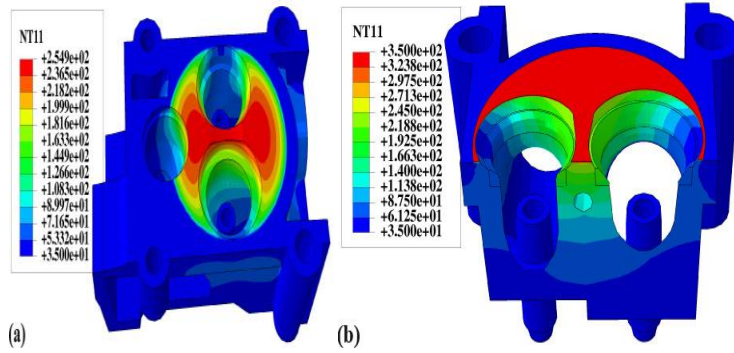 NT11
+2.549e+02
+2.365e+02
+2.182e+02
+1.999e+02
+1.816e+02
+1.633e+02
+1.449e+02
+1.266e+02
+1.083e+02
+8.997e+01
+7.165e+01
+5.332e+01
+3.500e+01
(a)
NT11
+3.500e+02
+3.238e+02
+2.975e+02
+2.713e+02
+2.450e+02
+2.188e+02
+1.925e+02
+1.663e+02
+1.400e+02
+1.138e+02
+8.750e+01
+6.125e+01
+3.500e+01
(b)